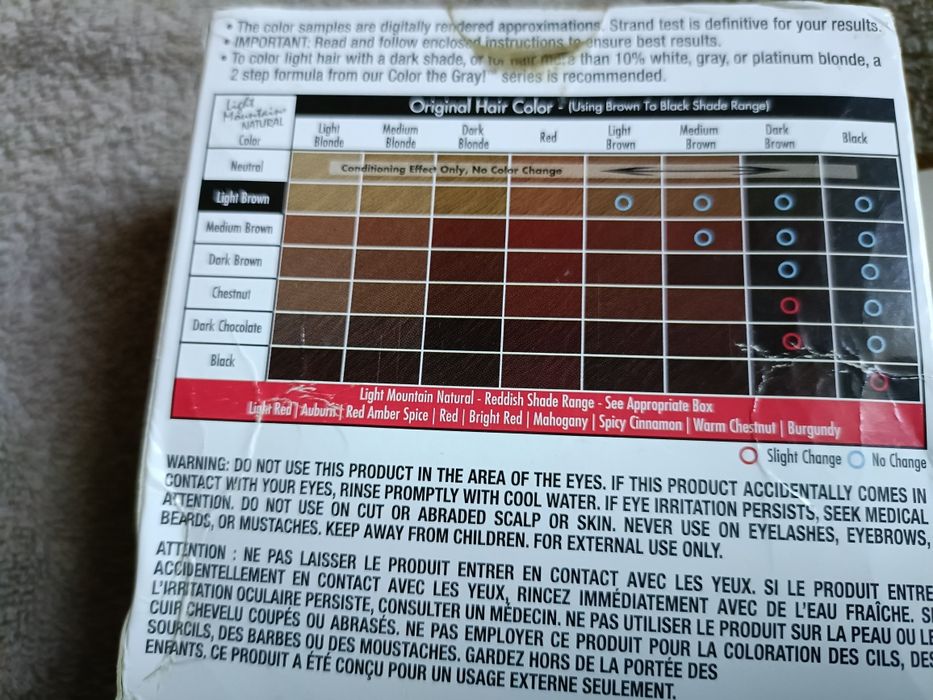 • The color samples are digitally rendered approximations. Strand test is definitive for your results.
• IMPORTANT: Read and follow enclosed instructions to ensure best results.
• To color light hair with a dark shade, or for hair more than 10% white, gray, or platinum blonde, a
2 step formula from our Color the Gray! series is recommended.
Light Mountain NATURAL Color
Original Hair Color - (Using Brown To Black Shade Range)
Light Blonde Medium Blonde Dark Blonde Red Light Brown Medium Brown Dark Brown Black
Neutral Conditioning Effect Only, No Color Change
Light Brown
Medium Brown
Dark Brown
Chestnut
Dark Chocolate
Black
Light Mountain Natural - Reddish Shade Range - See Appropriate Box
Light Red | Auburn | Red Amber Spice | Red | Bright Red | Mahogany | Spicy Cinnamon | Warm Chestnut | Burgundy
Slight Change No Change
WARNING: DO NOT USE THIS PRODUCT IN THE AREA OF THE EYES. IF THIS PRODUCT ACCIDENTALLY COMES IN
CONTACT WITH YOUR EYES, RINSE PROMPTLY WITH COOL WATER. IF EYE IRRITATION PERSISTS, SEEK MEDICAL
ATTENTION. DO NOT USE ON CUT OR ABRADED SCALP OR SKIN. NEVER USE ON EYELASHES, EYEBROWS,
BEARDS, OR MUSTACHES. KEEP AWAY FROM CHILDREN. FOR EXTERNAL USE ONLY.
ATTENTION : NE PAS LAISSER LE PRODUIT ENTRER EN CONTACT AVEC LES YEUX. SI LE PRODUIT ENTRE
ACCIDENTELLEMENT EN CONTACT AVEC LES YEUX, RINCEZ IMMÉDIATEMENT AVEC DE L'EAU FRAÎCHE. SI
L'IRRITATION OCULAIRE PERSISTE, CONSULTER UN MÉDECIN. NE PAS UTILISER LE PRODUIT SUR LA PEAU OU LE
CUIR CHEVELU COUPÉS OU ABRASÉS. NE PAS EMPLOYER CE PRODUIT POUR LA COLORATION DES CILS, DES
SOURCILS, DES BARBES OU DES MOUSTACHES. GARDEZ HORS DE LA PORTÉE DES
ENFANTS. CE PRODUIT A ÉTÉ CONÇU POUR UN USAGE EXTERNE SEULEMENT.